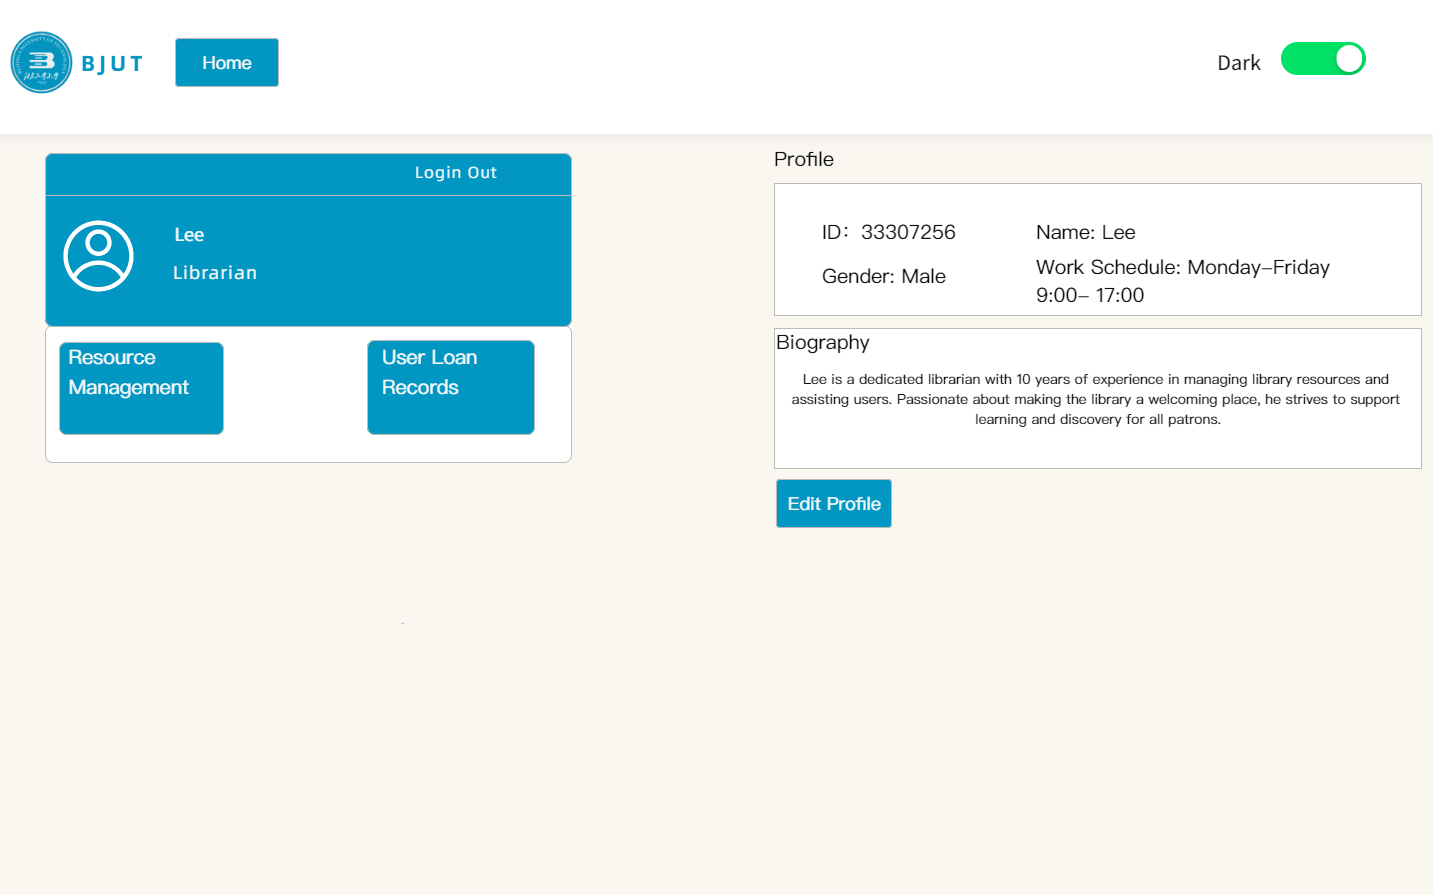 BJUT
Home
Dark
Login Out
Lee
Librarian
Resource
Management
User Loan
Records
Profile
ID：33307256
Name: Lee
Gender: Male
Work Schedule: Monday–Friday
9:00– 17:00
Biography
Lee is a dedicated librarian with 10 years of experience in managing library resources and
assisting users. Passionate about making the library a welcoming place, he strives to support
learning and discovery for all patrons.
Edit Profile